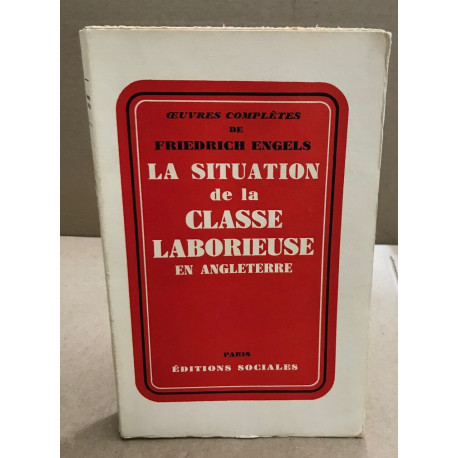 ŒUVRES COMPLÈTES
DE
FRIEDRICH ENGELS
LA SITUATION
de la
CLASSE
LABORIEUSE
EN ANGLETERRE
PARIS
ÉDITIONS SOCIALES